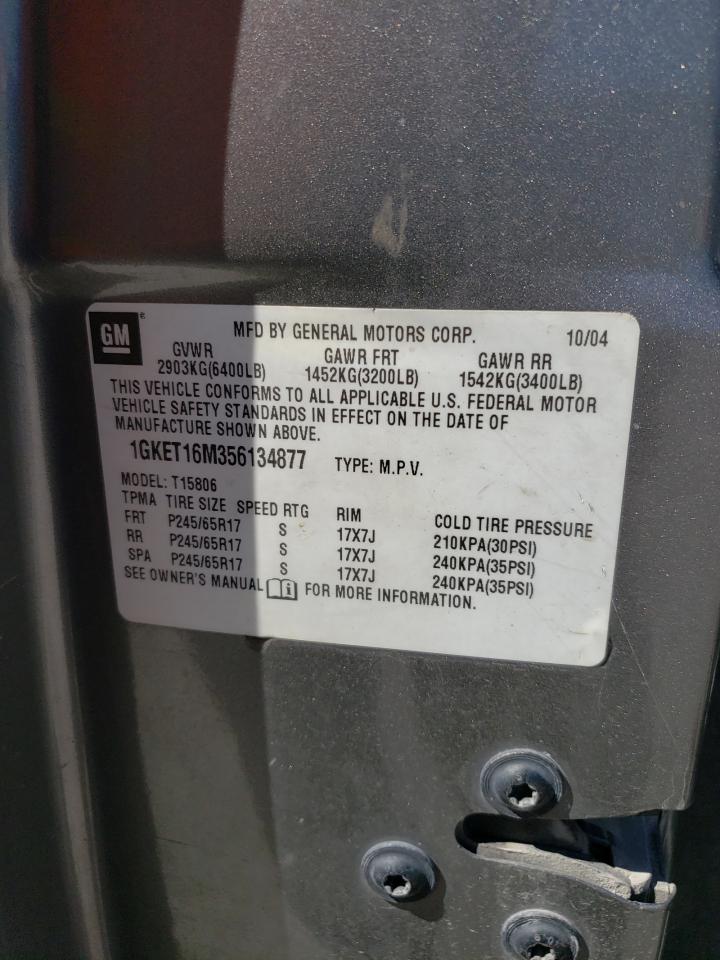 GM
MFD BY GENERAL MOTORS CORP. 10/04
GVWR GAWR FRT GAWR RR
2903KG(6400LB) 1452KG(3200LB) 1542KG(3400LB)
THIS VEHICLE CONFORMS TO ALL APPLICABLE U.S. FEDERAL MOTOR
VEHICLE SAFETY STANDARDS IN EFFECT ON THE DATE OF
MANUFACTURE SHOWN ABOVE.
1GKET16M356134877 TYPE: M.P.V.
MODEL: T15806
TPMA TIRE SIZE SPEED RTG RIM COLD TIRE PRESSURE
FRT P245/65R17 S 17X7J 210KPA(30PSI)
RR P245/65R17 S 17X7J 240KPA(35PSI)
SPA P245/65R17 S 17X7J 240KPA(35PSI)
SEE OWNER'S MANUAL FOR MORE INFORMATION.